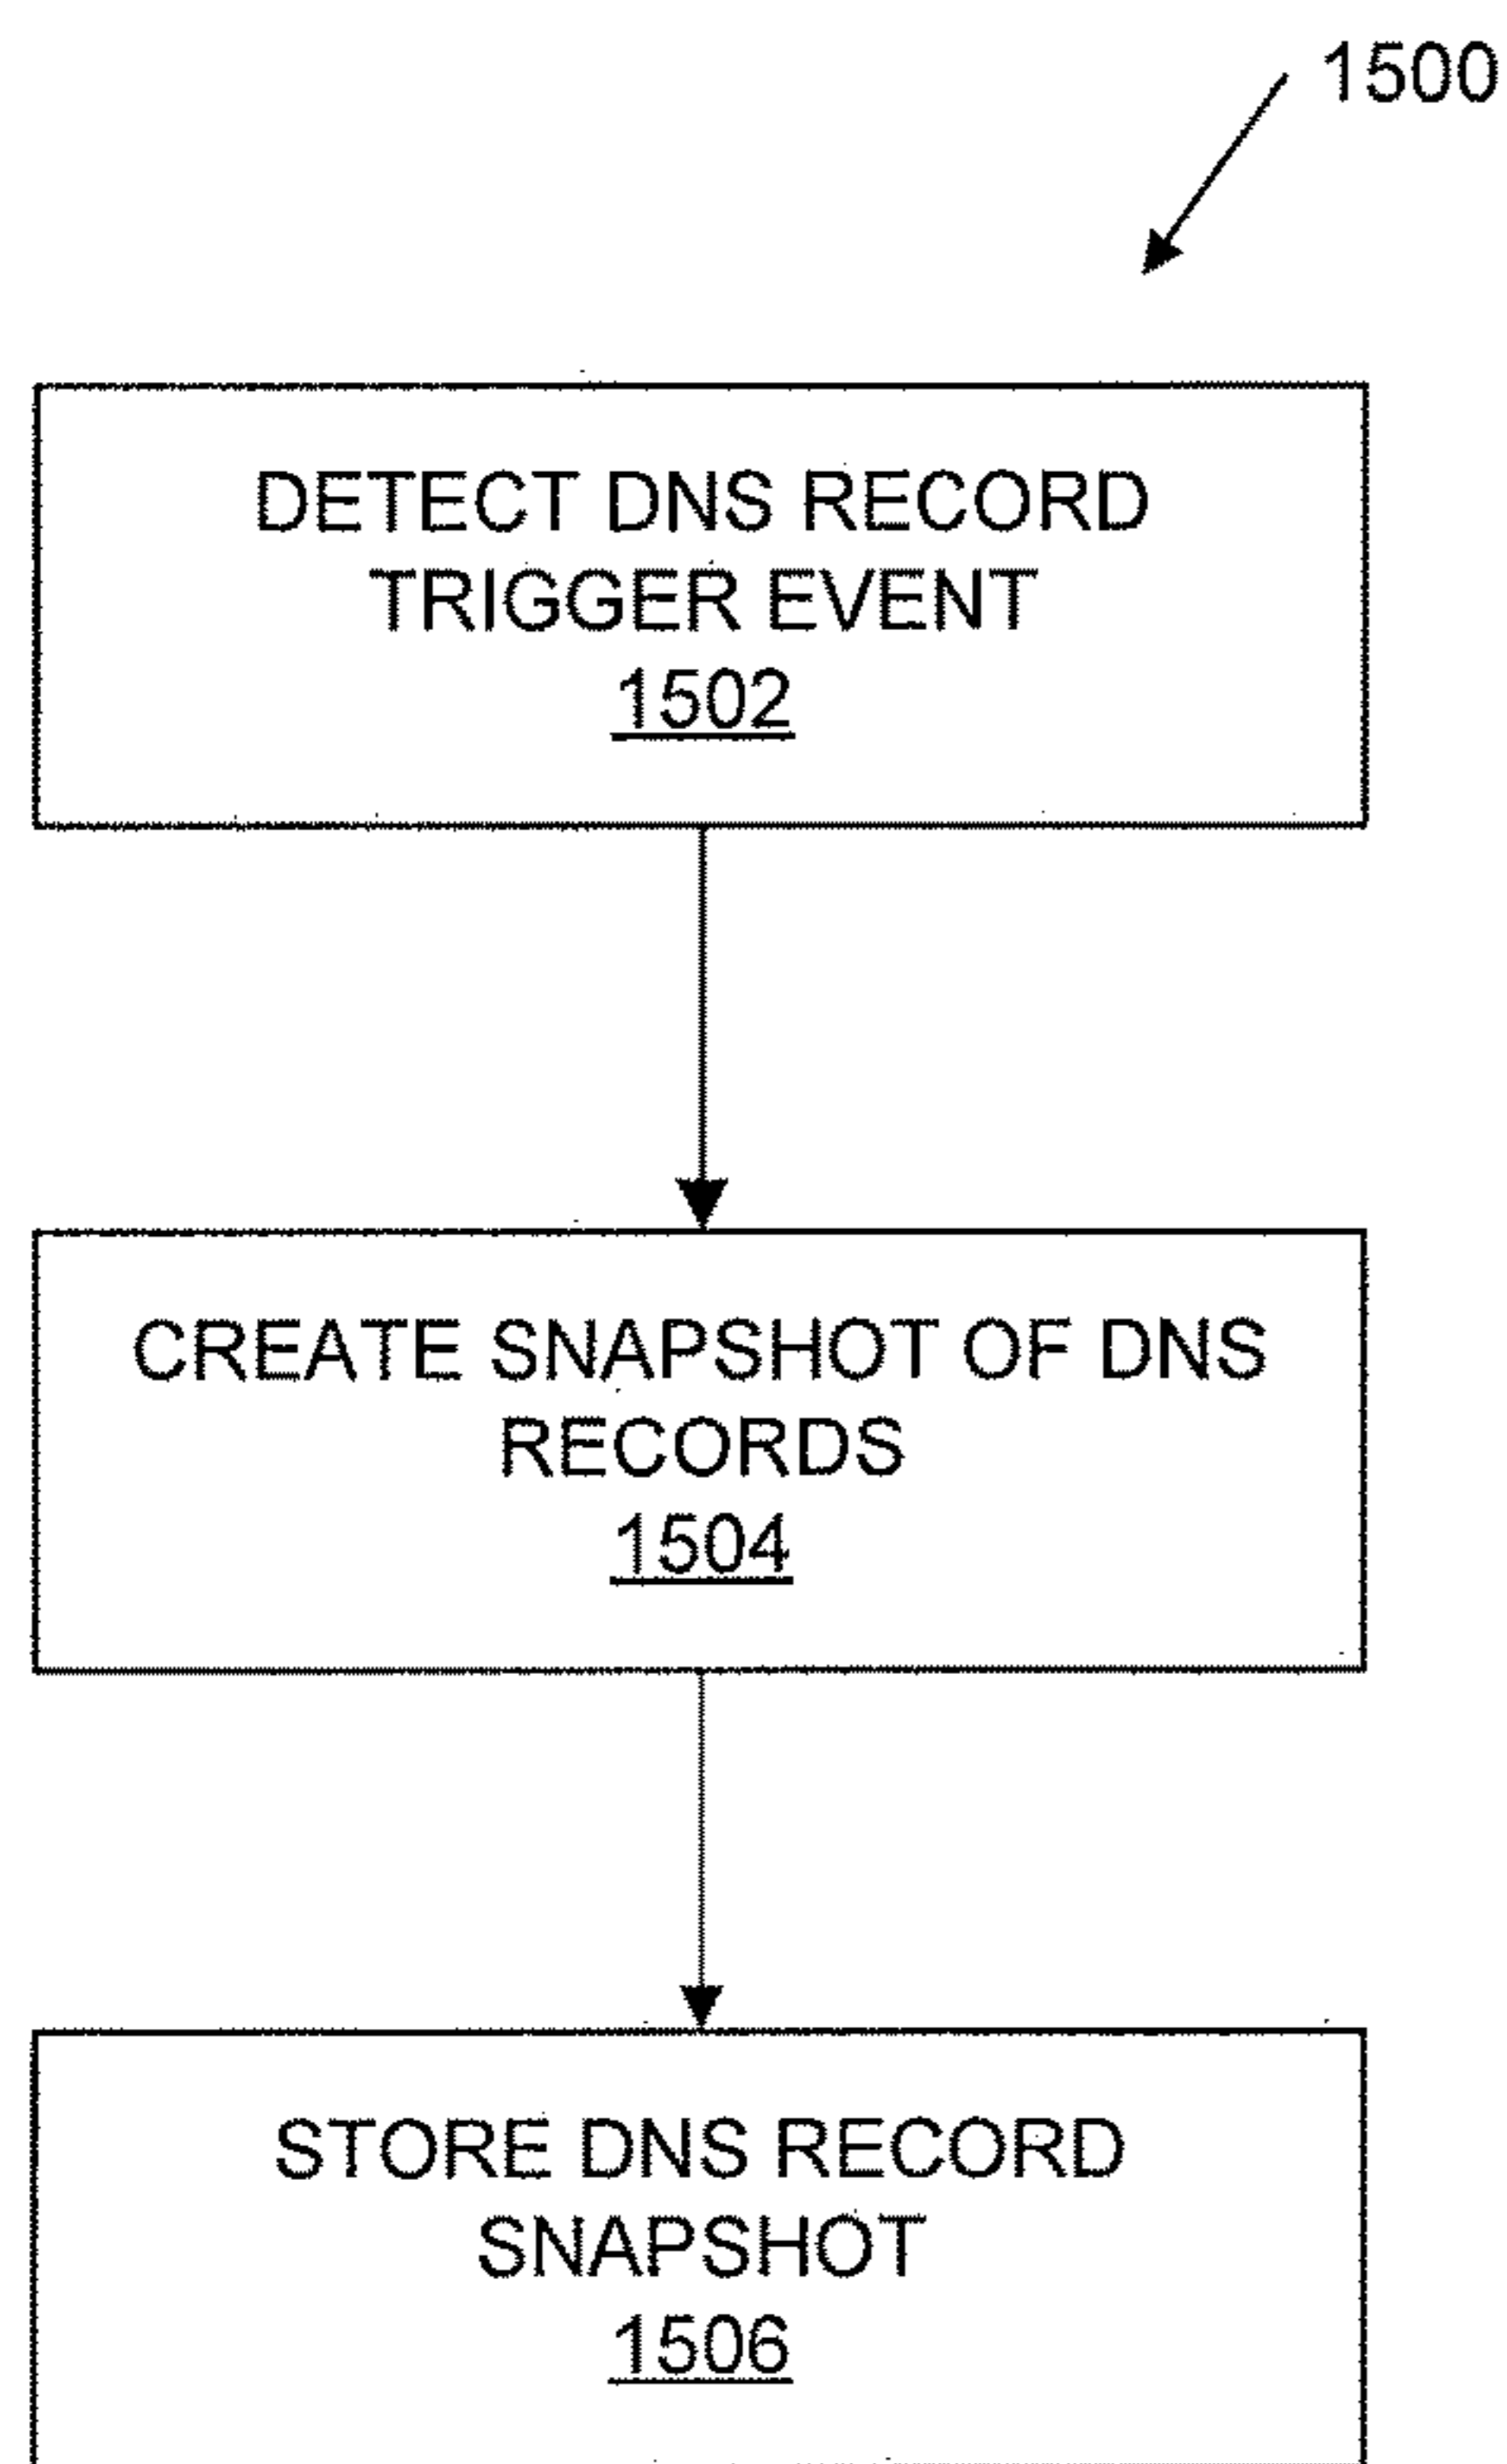 1500
DETECT DNS RECORD
TRIGGER EVENT
1502
CREATE SNAPSHOT OF DNS
RECORDS
1504
STORE DNS RECORD
SNAPSHOT
1506